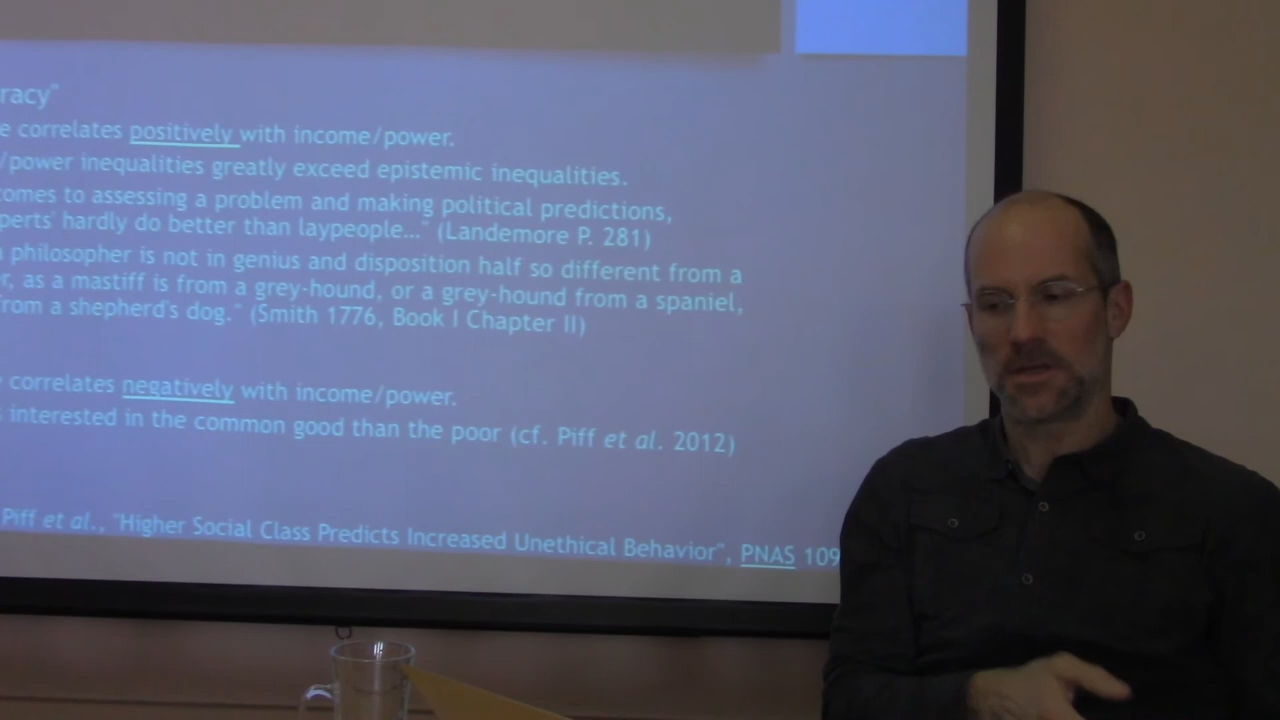 racy"
e correlates positively with income/power.
/power inequalities greatly exceed epistemic inequalities.
omes to assessing a problem and making political predictions,
perts' hardly do better than laypeople…" (Landemore P. 281)
philosopher is not in genius and disposition half so different from a
r, as a mastiff is from a grey-hound, or a grey-hound from a spaniel,
from a shepherd's dog." (Smith 1776, Book I Chapter II)
correlates negatively with income/power.
s interested in the common good than the poor (cf. Piff et al. 2012)
Piff et al., "Higher Social Class Predicts Increased Unethical Behavior", PNAS 109